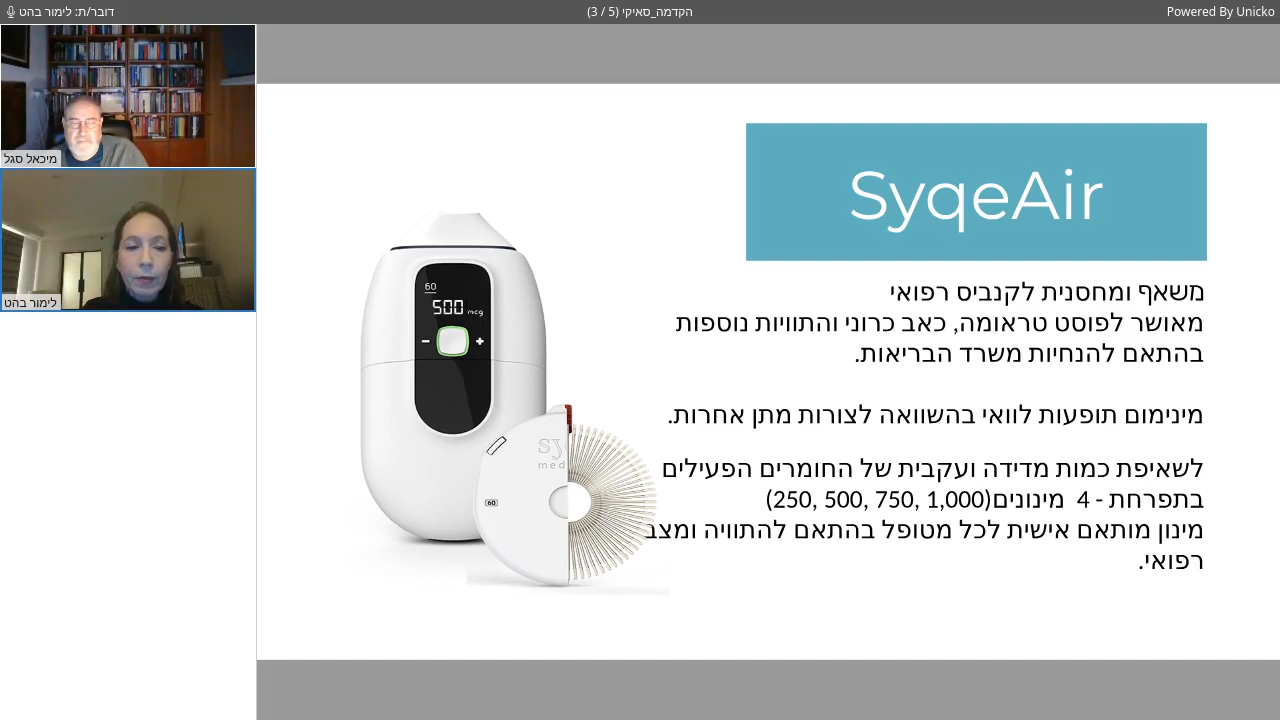 דובר/ת: לימור בהט
הקדמה_סאיקי (5 / 3)
Powered By Unicko
מיכאל סגל
לימור בהט
SyqeAir
משאף ומחסנית לקנביס רפואי
מאושר לפוסט טראומה, כאב כרוני והתוויות נוספות
בהתאם להנחיות משרד הבריאות.
מינימום תופעות לוואי בהשוואה לצורות מתן אחרות.
לשאיפת כמות מדידה ועקבית של החומרים הפעילים
בתפרחת - 4 מינונים(250, 500, 750, 1,000)
מינון מותאם אישית לכל מטופל בהתאם להתוויה ומצב
רפואי.
60
500 mcg
- +
sy
med
60